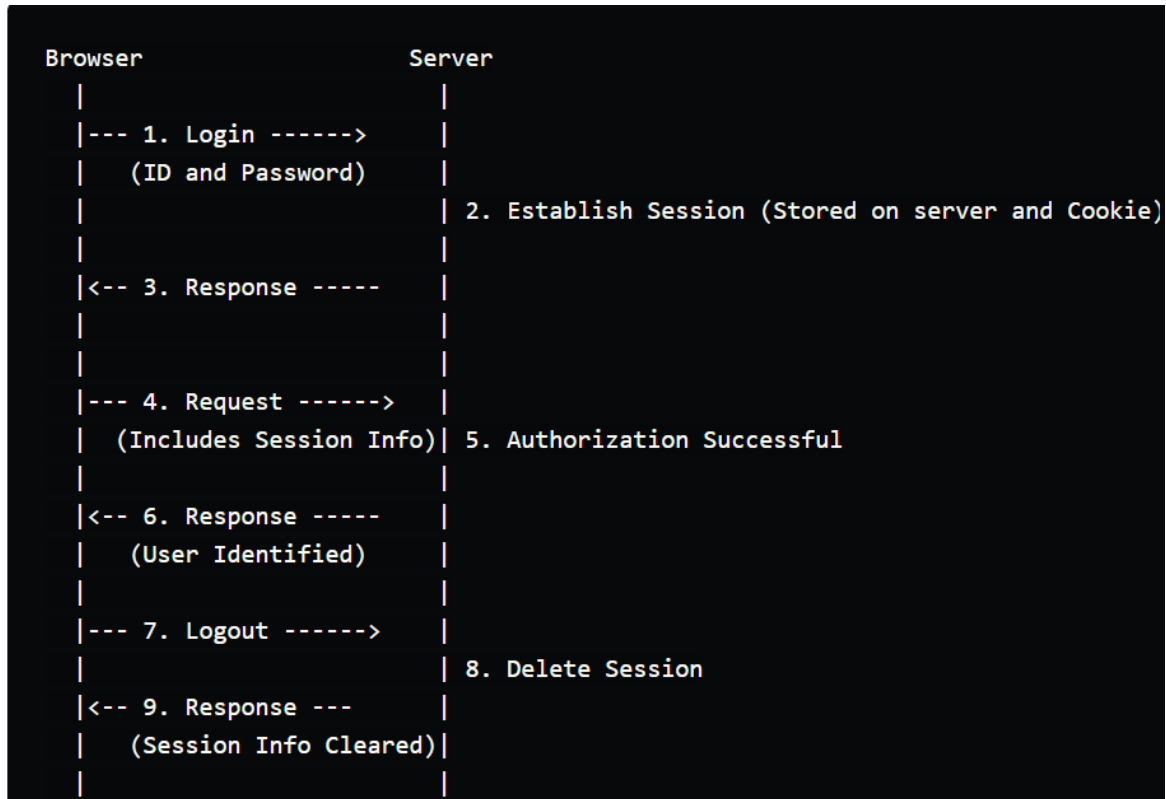 Browser                   Server
  |                          |
  |--- 1. Login ------>      |
  |   (ID and Password)      |
  |                          | 2. Establish Session (Stored on server and Cookie)
  |                          |
  |<-- 3. Response -----     |
  |                          |
  |                          |
  |--- 4. Request ------>    |
  |  (Includes Session Info)| 5. Authorization Successful
  |                          |
  |<-- 6. Response -----     |
  |   (User Identified)      |
  |                          |
  |--- 7. Logout ------>     |
  |                          | 8. Delete Session
  |<-- 9. Response ---       |
  |   (Session Info Cleared)|
  |                          |